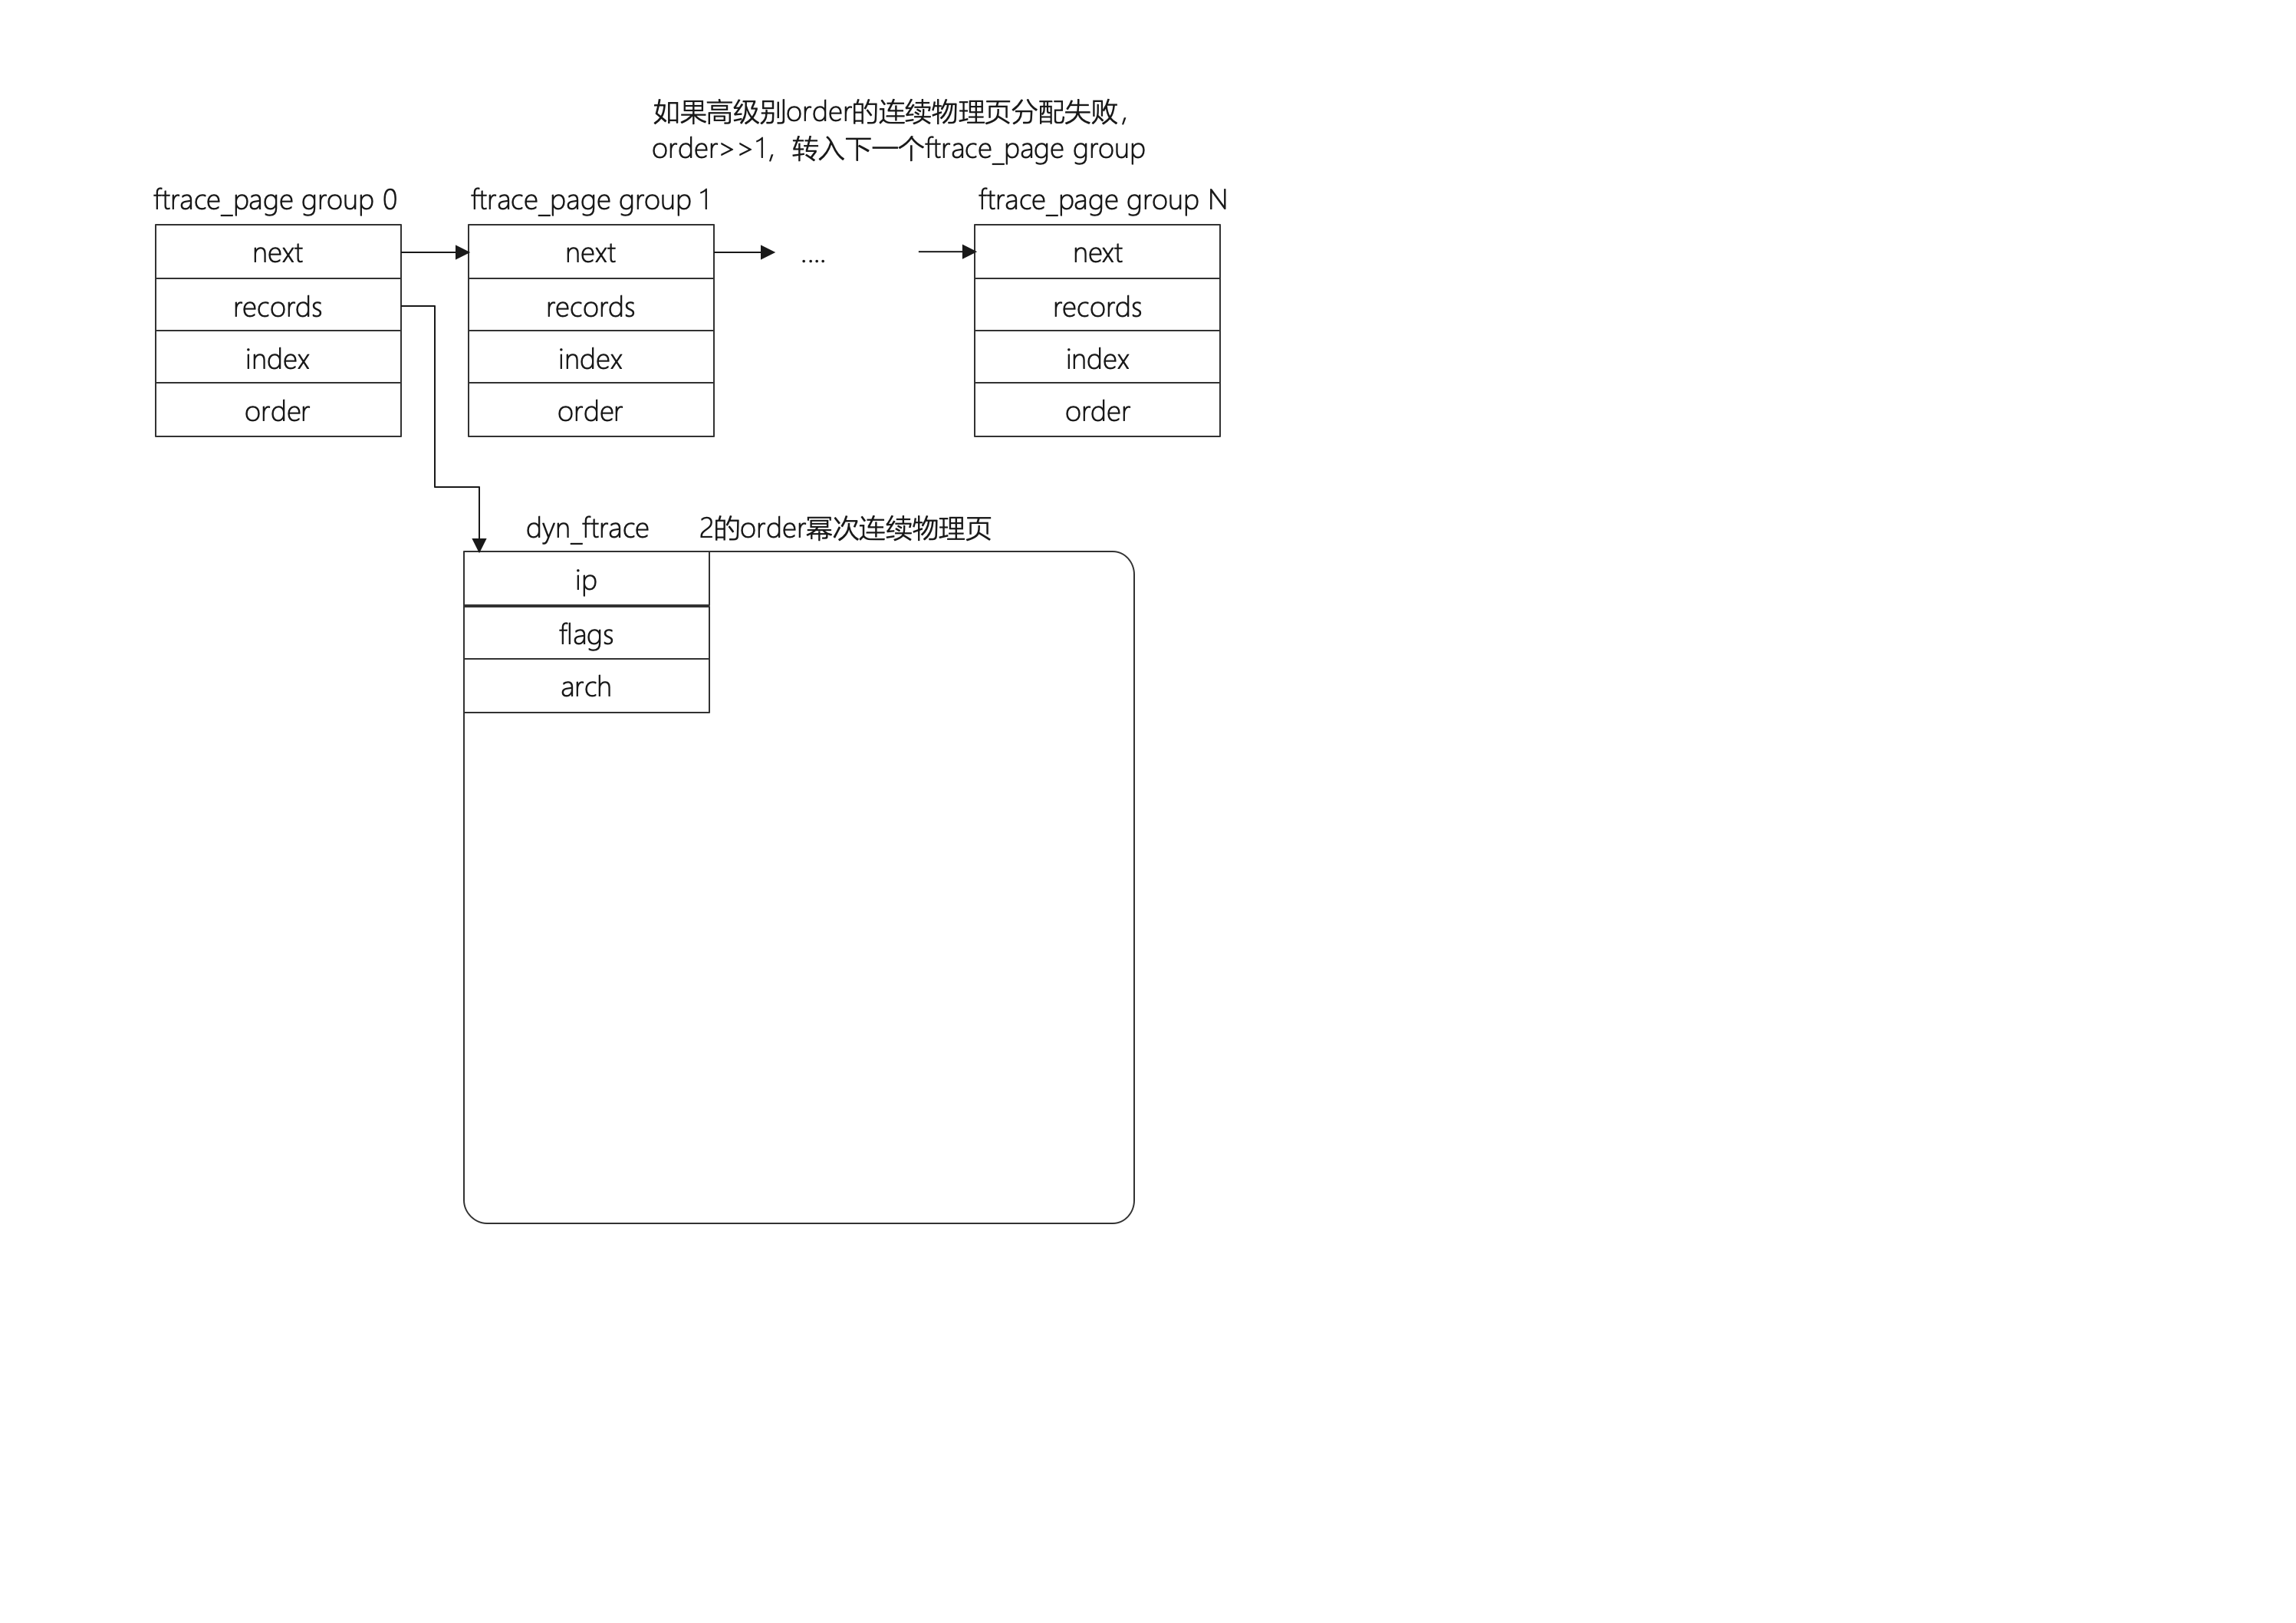 如果高级别order的连续物理页分配失败，
order>>1，转入下一个ftrace_page group
ftrace_page group 0
ftrace_page group 1
ftrace_page group N
next
next
....
next
records
records
records
index
index
index
order
order
order
dyn_ftrace
2的order幂次连续物理页
ip
flags
arch